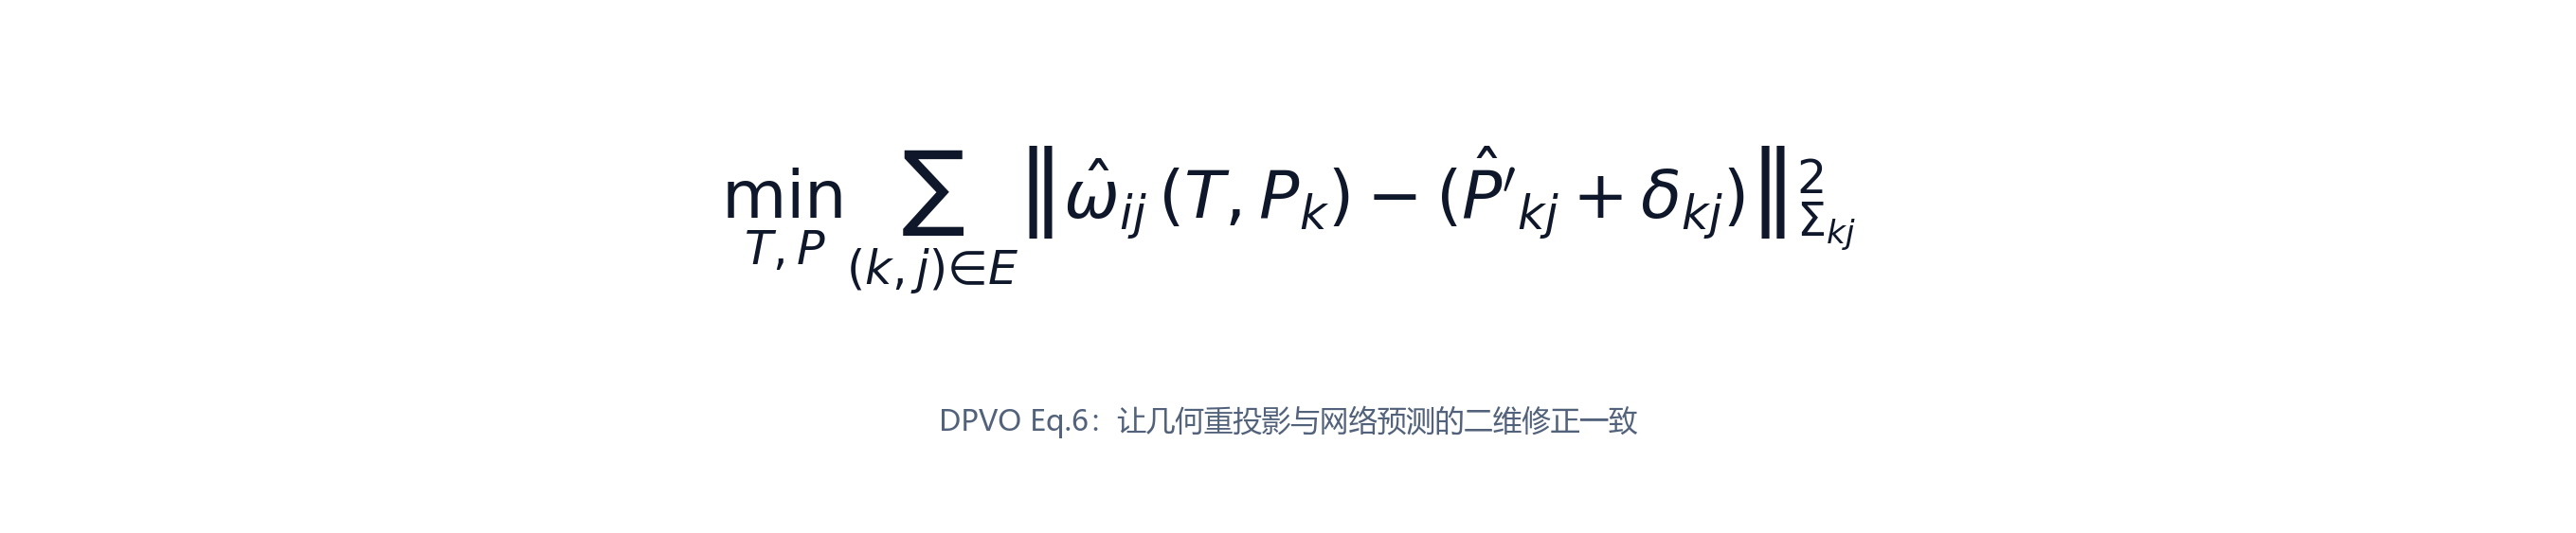 min_{T,P} ∑_{(k,j)∈E} ‖ω̂_{ij}(T,P_k) − (P̂′_{kj} + δ_{kj})‖²_{Σ_{kj}}
DPVO Eq.6：让几何重投影与网络预测的二维修正一致